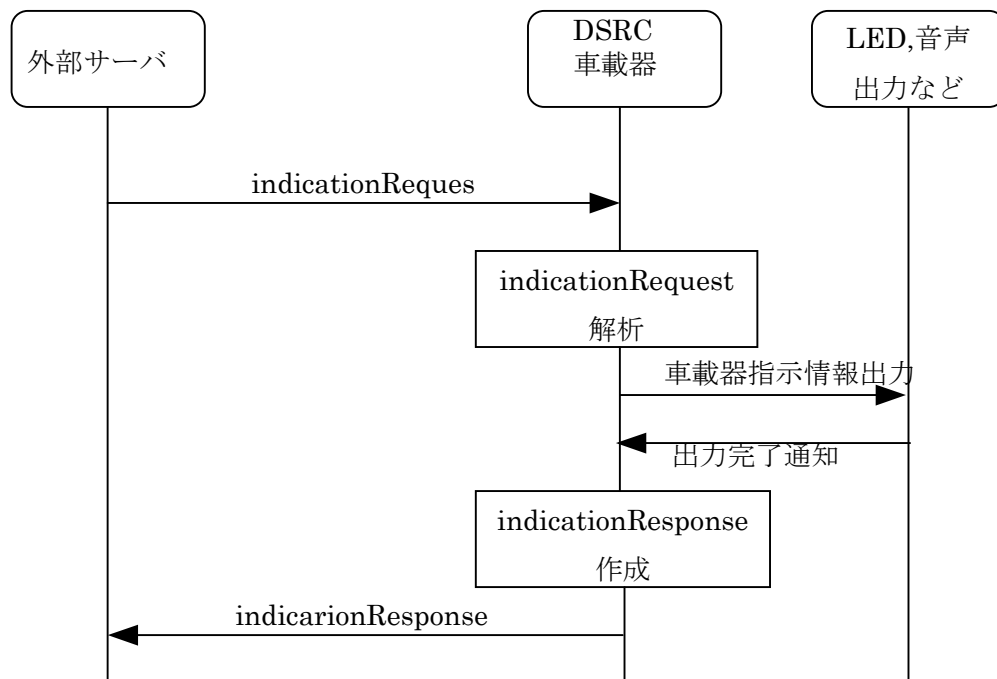 外部サーバ
DSRC
車載器
LED,音声
出力など
indicationReques
indicationRequest
解析
車載器指示情報出力
出力完了通知
indicationResponse
作成
indicarionResponse